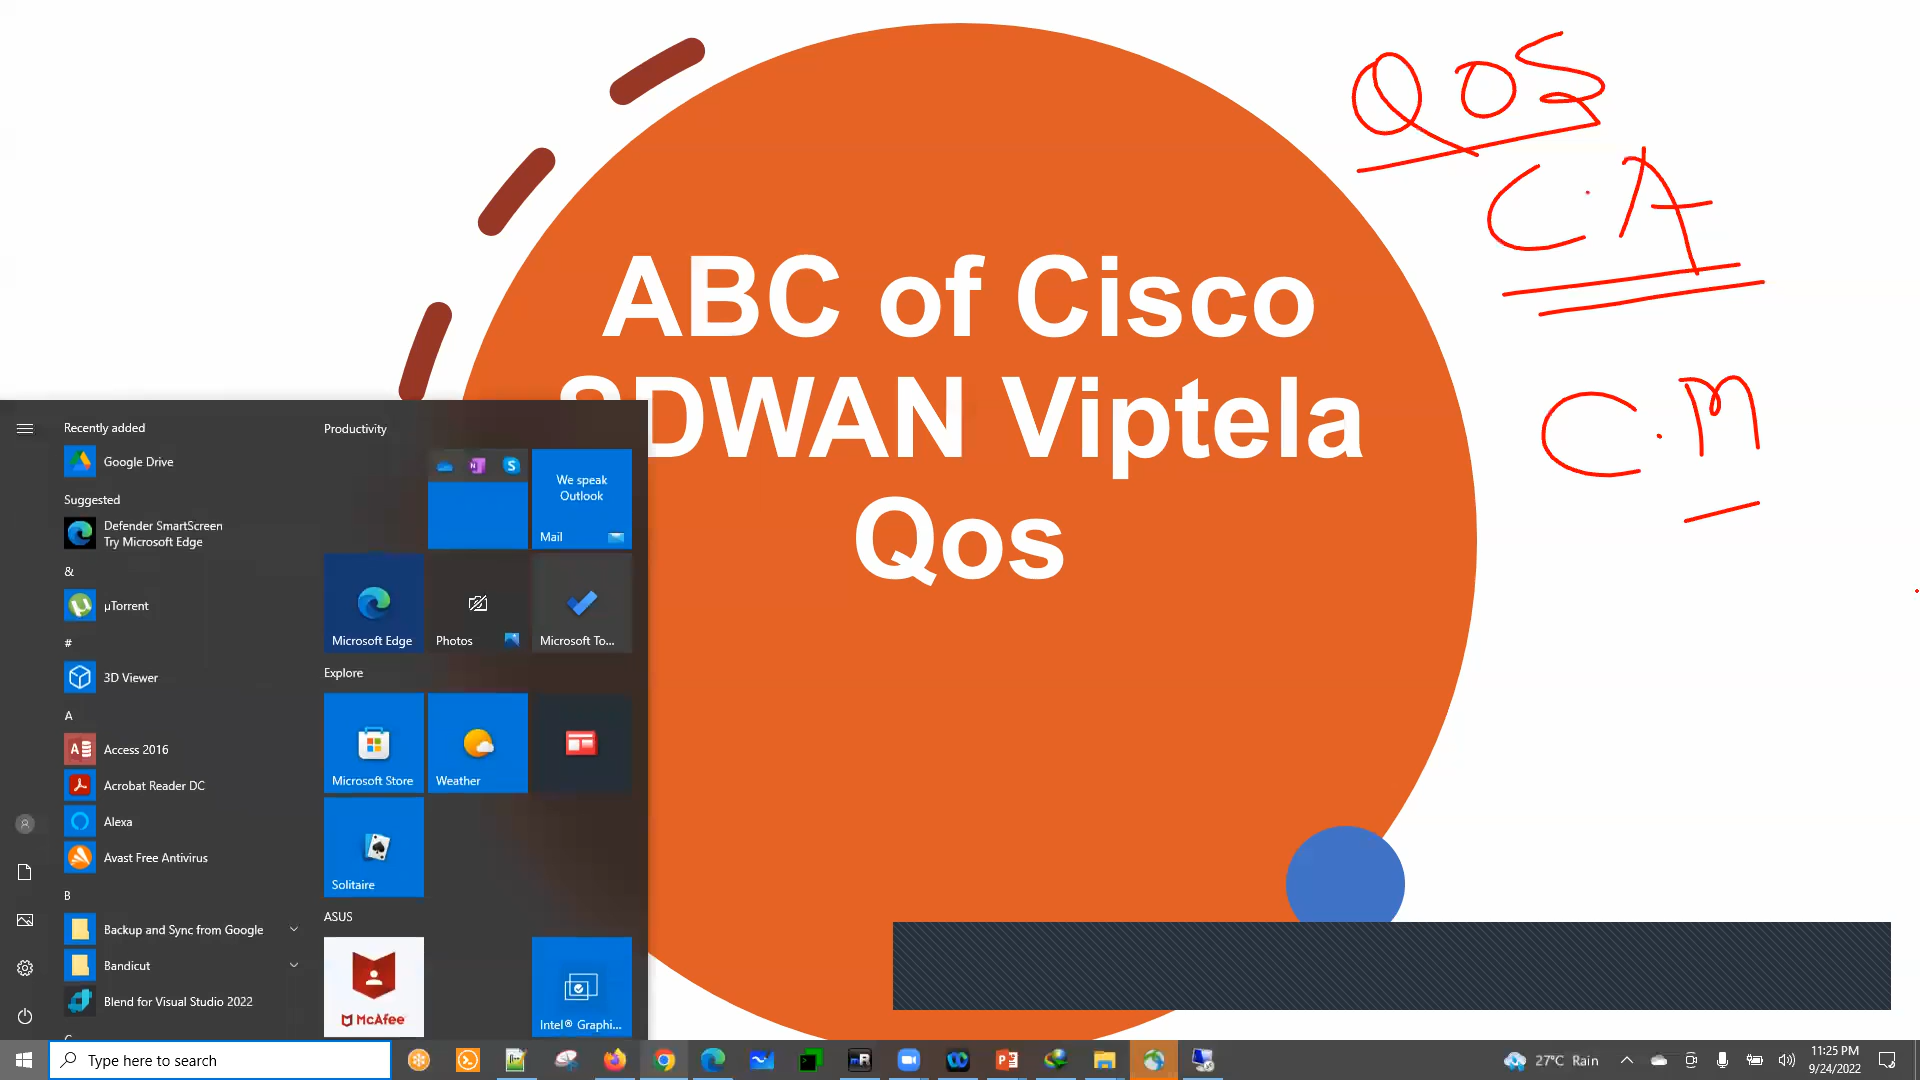 QOS
C.A
C.M
ABC of Cisco
SDWAN Viptela
Qos
Recently added
Google Drive
Suggested
Defender SmartScreen
Try Microsoft Edge
&
µTorrent
#
3D Viewer
A
Access 2016
Acrobat Reader DC
Alexa
Avast Free Antivirus
B
Backup and Sync from Google
Bandicut
Blend for Visual Studio 2022
Productivity
We speak
Outlook
Mail
Microsoft Edge
Photos
Microsoft To...
Explore
Microsoft Store
Weather
Solitaire
ASUS
McAfee
Intel® Graphi...
Type here to search
27°C Rain
11:25 PM
9/24/2022